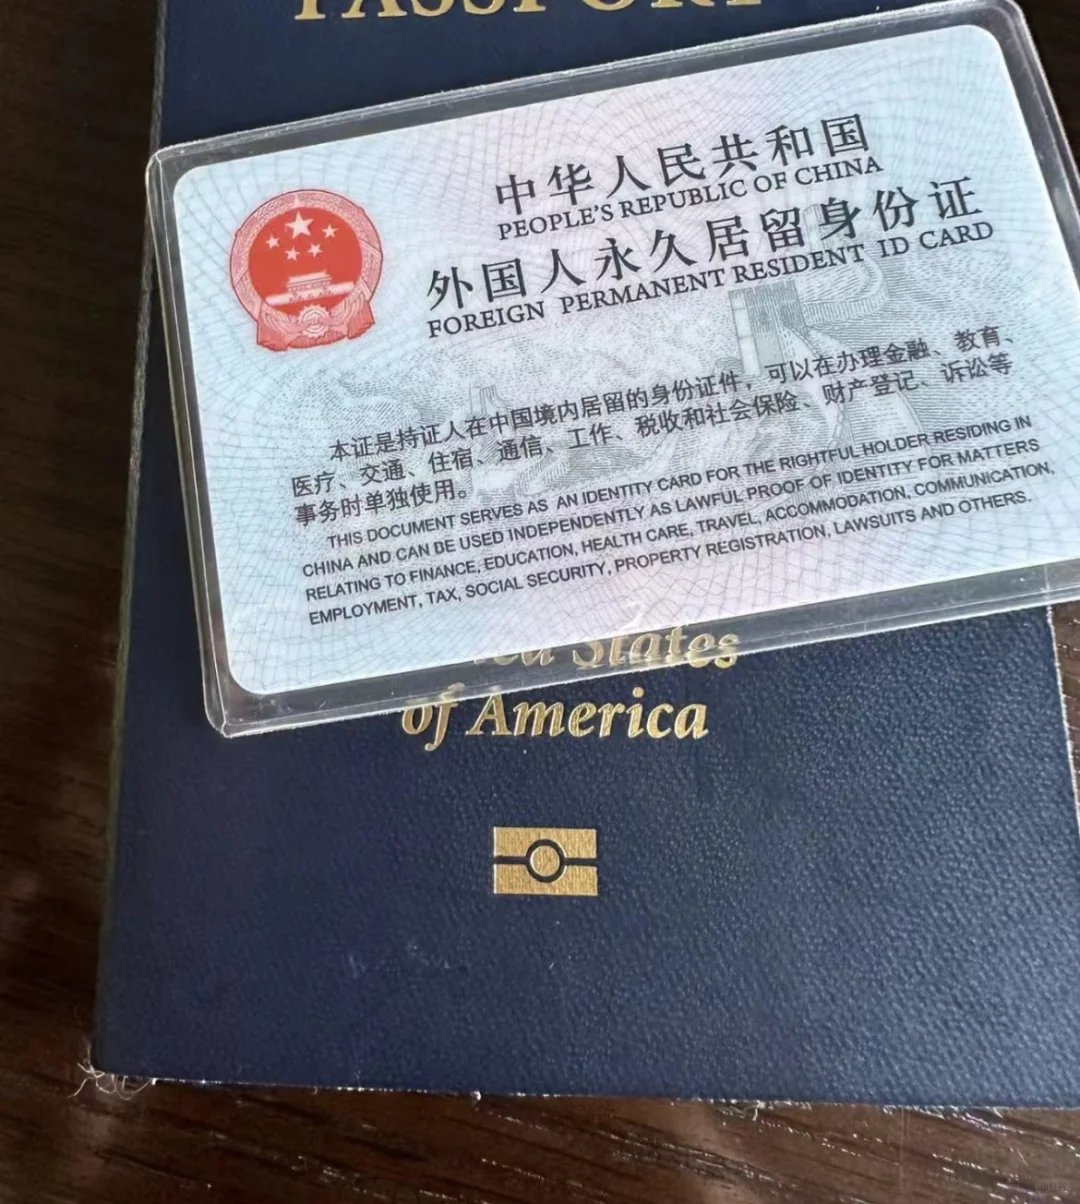 PASSPORT
中华人民共和国
PEOPLE'S REPUBLIC OF CHINA
外国人永久居留身份证
FOREIGN PERMANENT RESIDENT ID CARD
本证是持证人在中国境内居留的身份证件，可以在办理金融、教育、
医疗、交通、住宿、通信、工作、税收和社会保险、财产登记、诉讼等
事务时单独使用。
THIS DOCUMENT SERVES AS AN IDENTITY CARD FOR THE RIGHTFUL HOLDER RESIDING IN
CHINA AND CAN BE USED INDEPENDENTLY AS LAWFUL PROOF OF IDENTITY FOR MATTERS
RELATING TO FINANCE, EDUCATION, HEALTH CARE, TRAVEL, ACCOMMODATION, COMMUNICATION,
EMPLOYMENT, TAX, SOCIAL SECURITY, PROPERTY REGISTRATION, LAWSUITS AND OTHERS.
States
of America